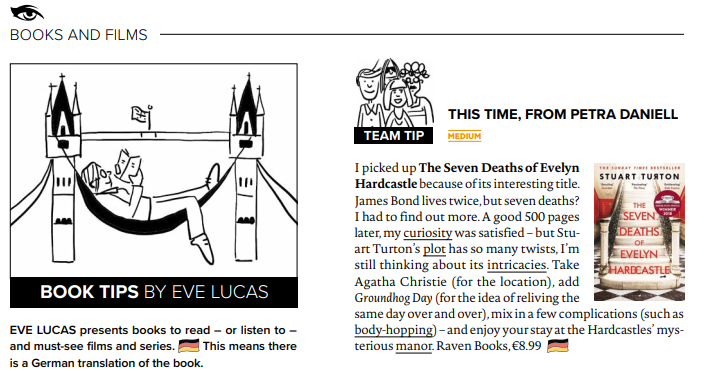 BOOKS AND FILMS
BOOK TIPS BY EVE LUCAS
EVE LUCAS presents books to read – or listen to –
and must-see films and series. This means there
is a German translation of the book.
TEAM TIP
THIS TIME, FROM PETRA DANIELL
MEDIUM
I picked up The Seven Deaths of Evelyn
Hardcastle because of its interesting title.
James Bond lives twice, but seven deaths?
I had to find out more. A good 500 pages
later, my curiosity was satisfied – but Stu-
art Turton’s plot has so many twists, I’m
still thinking about its intricacies. Take
Agatha Christie (for the location), add
Groundhog Day (for the idea of reliving the
same day over and over), mix in a few complications (such as
body-hopping) – and enjoy your stay at the Hardcastles’ mys-
terious manor. Raven Books, €8.99
THE SUNDAY TIMES BESTSELLER
STUART TURTON
WINNER
THE
SEVEN
DEATHS
OF
EVELYN
HARDCASTLE